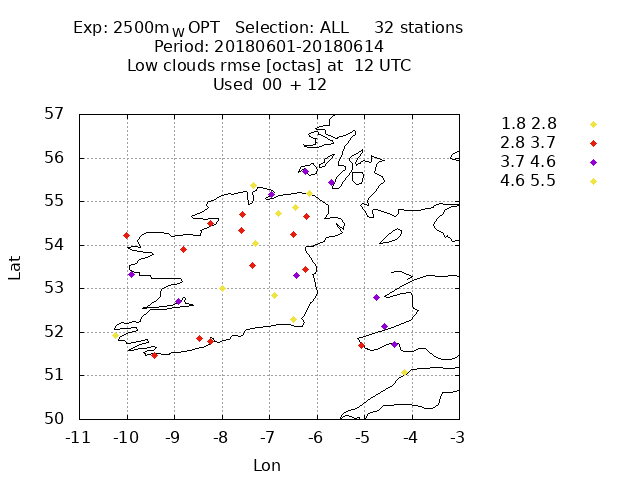 Exp: 2500mWOPT Selection: ALL 32 stations
Period: 20180601-20180614
Low clouds rmse [octas] at 12 UTC
Used 00 + 12
57
56
55
54
53
52
51
50
-11 -10 -9 -8 -7 -6 -5 -4 -3
Lat
Lon
1.8 2.8
2.8 3.7
3.7 4.6
4.6 5.5